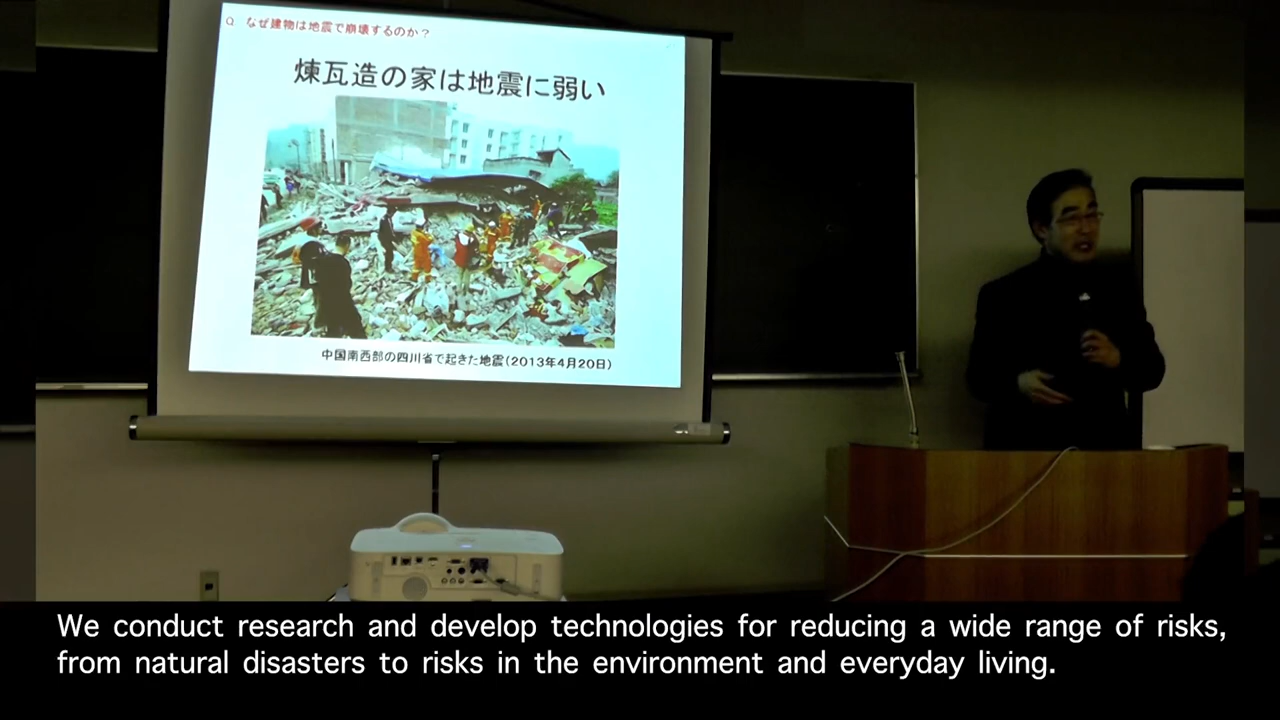 Q なぜ建物は地震で崩壊するのか？
煉瓦造の家は地震に弱い
中国南西部の四川省で起きた地震(2013年4月20日)
We conduct research and develop technologies for reducing a wide range of risks,
from natural disasters to risks in the environment and everyday living.